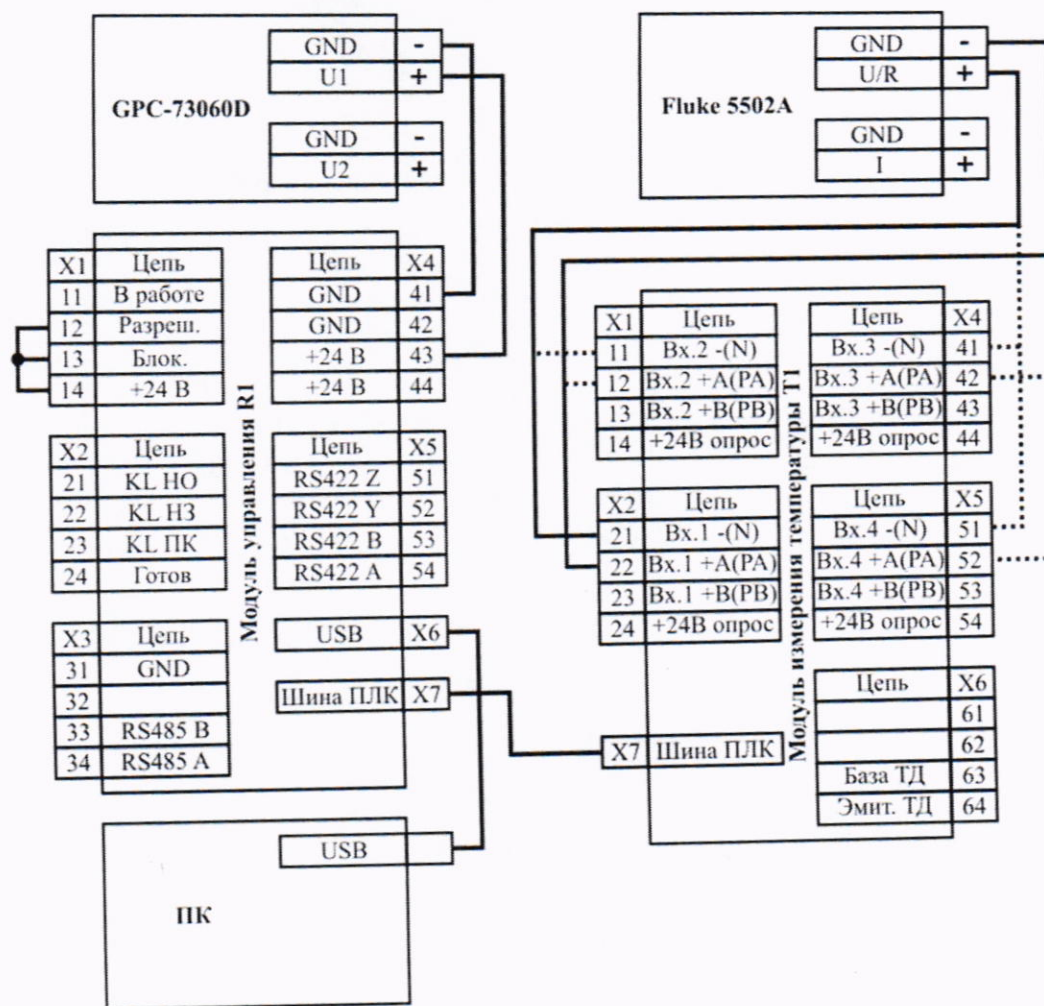 GPC-73060D
GND -
U1 +
GND -
U2 +
Fluke 5502A
GND -
U/R +
GND -
I +
Модуль управления R1
X1 Цепь
11 В работе
12 Разреш.
13 Блок.
14 +24 В
X2 Цепь
21 KL НО
22 KL НЗ
23 KL ПК
24 Готов
X3 Цепь
31 GND
32
33 RS485 B
34 RS485 A
Цепь X4
GND 41
GND 42
+24 В 43
+24 В 44
Цепь X5
RS422 Z 51
RS422 Y 52
RS422 B 53
RS422 A 54
USB X6
Шина ПЛК X7
Модуль измерения температуры T1
X1 Цепь
11 Вх.2 -(N)
12 Вх.2 +A(PA)
13 Вх.2 +B(PB)
14 +24В опрос
X2 Цепь
21 Вх.1 -(N)
22 Вх.1 +A(PA)
23 Вх.1 +B(PB)
24 +24В опрос
X7 Шина ПЛК
Цепь X4
Вх.3 -(N) 41
Вх.3 +A(PA) 42
Вх.3 +B(PB) 43
+24В опрос 44
Цепь X5
Вх.4 -(N) 51
Вх.4 +A(PA) 52
Вх.4 +B(PB) 53
+24В опрос 54
Цепь X6
61
62
База ТД 63
Эмит. ТД 64
USB
ПК